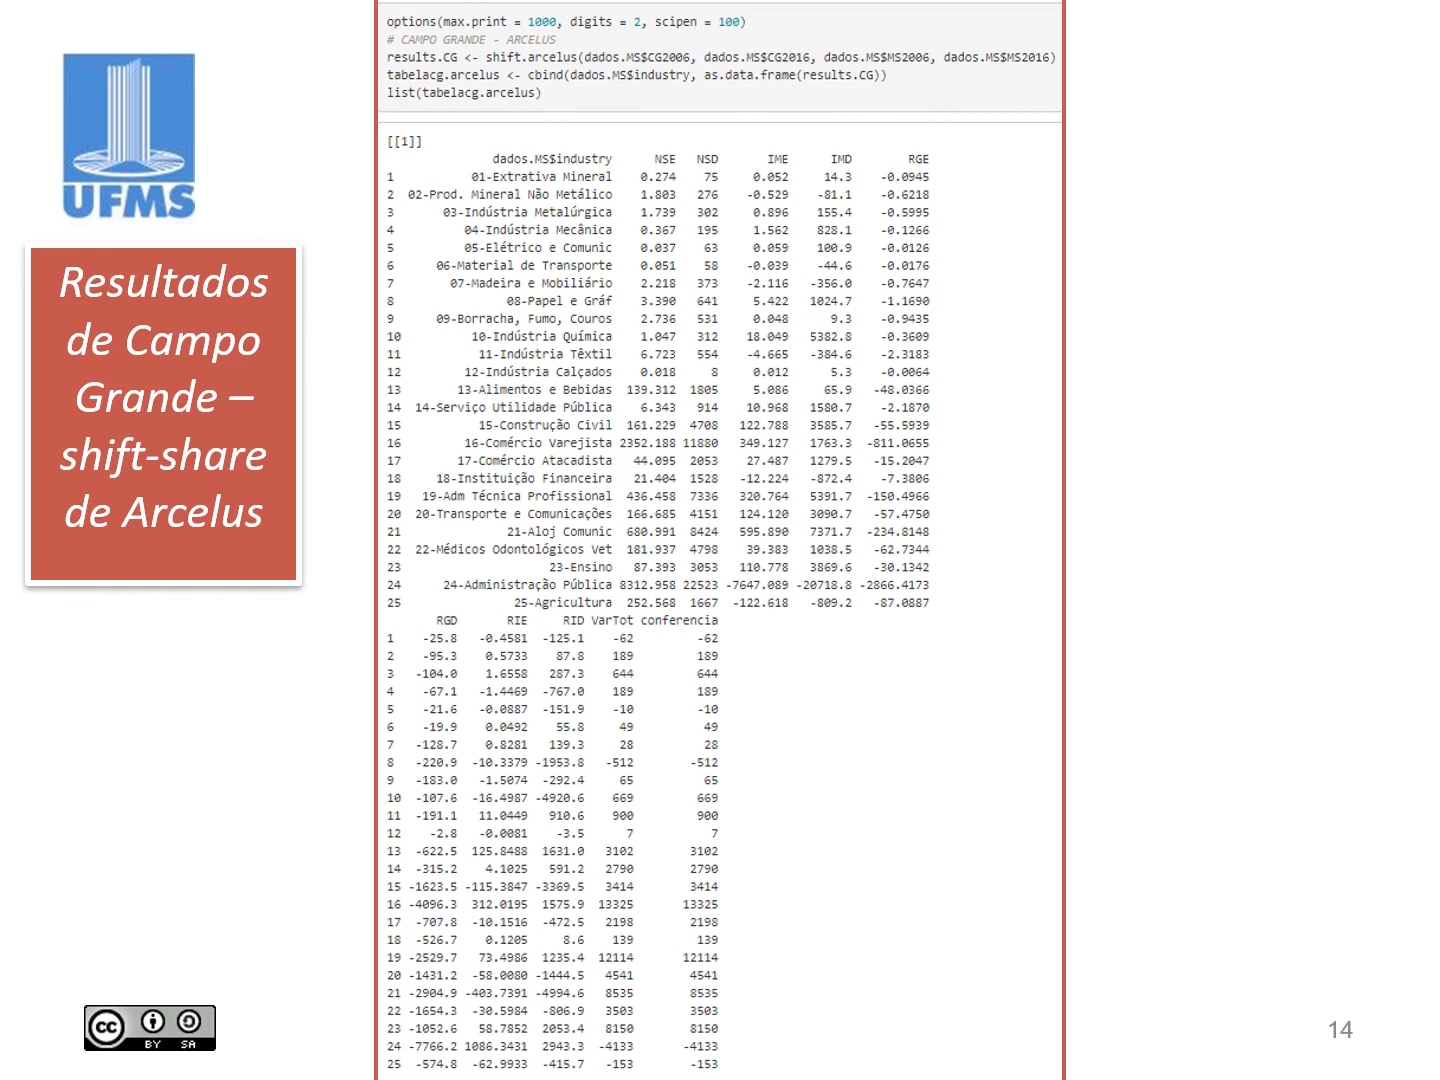 options(max.print = 1000, digits = 2, scipen = 100)
# CAMPO GRANDE - ARCELUS
results.CG <- shift.arcelus(dados.MS$CG2006, dados.MS$CG2016, dados.MS$MS2006, dados.MS$MS2016)
tabelacg.arcelus <- cbind(dados.MS$industry, as.data.frame(results.CG))
list(tabelacg.arcelus)
UFMS
Resultados
de Campo
Grande –
shift-share
de Arcelus
[[1]]
dados.MS$industry NSE NSD IME IMD RGE
1 01-Extrativa Mineral 0.274 75 0.052 14.3 -0.0945
2 02-Prod. Mineral Não Metálico 1.803 276 -0.529 -81.1 -0.6218
3 03-Indústria Metalúrgica 1.739 302 0.896 155.4 -0.5995
4 04-Indústria Mecânica 0.367 195 1.562 828.1 -0.1266
5 05-Elétrico e Comunic 0.037 63 0.059 100.9 -0.0126
6 06-Material de Transporte 0.051 58 -0.039 -44.6 -0.0176
7 07-Madeira e Mobiliário 2.218 373 -2.116 -356.0 -0.7647
8 08-Papel e Gráf 3.390 641 5.422 1024.7 -1.1690
9 09-Borracha, Fumo, Couros 2.736 531 0.048 9.3 -0.9435
10 10-Indústria Química 1.047 312 18.049 5382.8 -0.3609
11 11-Indústria Têxtil 6.723 554 -4.665 -384.6 -2.3183
12 12-Indústria Calçados 0.018 8 0.012 5.3 -0.0064
13 13-Alimentos e Bebidas 139.312 1805 5.086 65.9 -48.0366
14 14-Serviço Utilidade Pública 6.343 914 10.968 1580.7 -2.1870
15 15-Construção Civil 161.229 4708 122.788 3585.7 -55.5939
16 16-Comércio Varejista 2352.188 11880 349.127 1763.3 -811.0655
17 17-Comércio Atacadista 44.095 2053 27.487 1279.5 -15.2047
18 18-Instituição Financeira 21.404 1528 -12.224 -872.4 -7.3806
19 19-Adm Técnica Profissional 436.458 7336 320.764 5391.7 -150.4966
20 20-Transporte e Comunicações 166.685 4151 124.120 3090.7 -57.4750
21 21-Aloj Comunic 680.991 8424 595.890 7371.7 -234.8148
22 22-Médicos Odontológicos Vet 181.937 4798 39.383 1038.5 -62.7344
23 23-Ensino 87.393 3053 110.778 3869.6 -30.1342
24 24-Administração Pública 8312.958 22523 -7647.089 -20718.8 -2866.4173
25 25-Agricultura 252.568 1667 -122.618 -809.2 -87.0887
RGD RIE RID VarTot conferencia
1 -25.8 -0.4581 -125.1 -62 -62
2 -95.3 0.5733 87.8 189 189
3 -104.0 1.6558 287.3 644 644
4 -67.1 -1.4469 -767.0 189 189
5 -21.6 -0.0887 -151.9 -10 -10
6 -19.9 0.0492 55.8 49 49
7 -128.7 0.8281 139.3 28 28
8 -220.9 -10.3379 -1953.8 -512 -512
9 -183.0 -1.5074 -292.4 65 65
10 -107.6 -16.4987 -4920.6 669 669
11 -191.1 11.0449 910.6 900 900
12 -2.8 -0.0081 -3.5 7 7
13 -622.5 125.8488 1631.0 3102 3102
14 -315.2 4.1025 591.2 2790 2790
15 -1623.5 -115.3847 -3369.5 3414 3414
16 -4096.3 312.0195 1575.9 13325 13325
17 -707.8 -10.1516 -472.5 2198 2198
18 -526.7 0.1205 8.6 139 139
19 -2529.7 73.4986 1235.4 12114 12114
20 -1431.2 -58.0080 -1444.5 4541 4541
21 -2904.9 -403.7391 -4994.6 8535 8535
22 -1654.3 -30.5984 -806.9 3503 3503
23 -1052.6 58.7852 2053.4 8150 8150
24 -7766.2 1086.3431 2943.3 -4133 -4133
25 -574.8 -62.9933 -415.7 -153 -153
cc BY SA
14